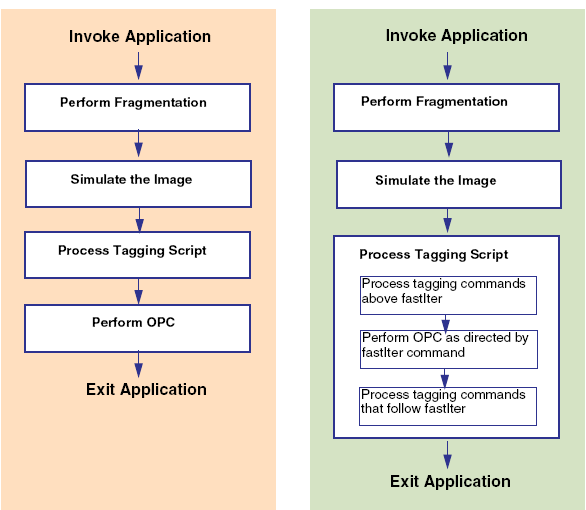 Invoke Application
Perform Fragmentation
Simulate the Image
Process Tagging Script
Perform OPC
Exit Application
Invoke Application
Perform Fragmentation
Simulate the Image
Process Tagging Script
Process tagging commands
above fastIter
Perform OPC as directed by
fastIter command
Process tagging commands
that follow fastIter
Exit Application